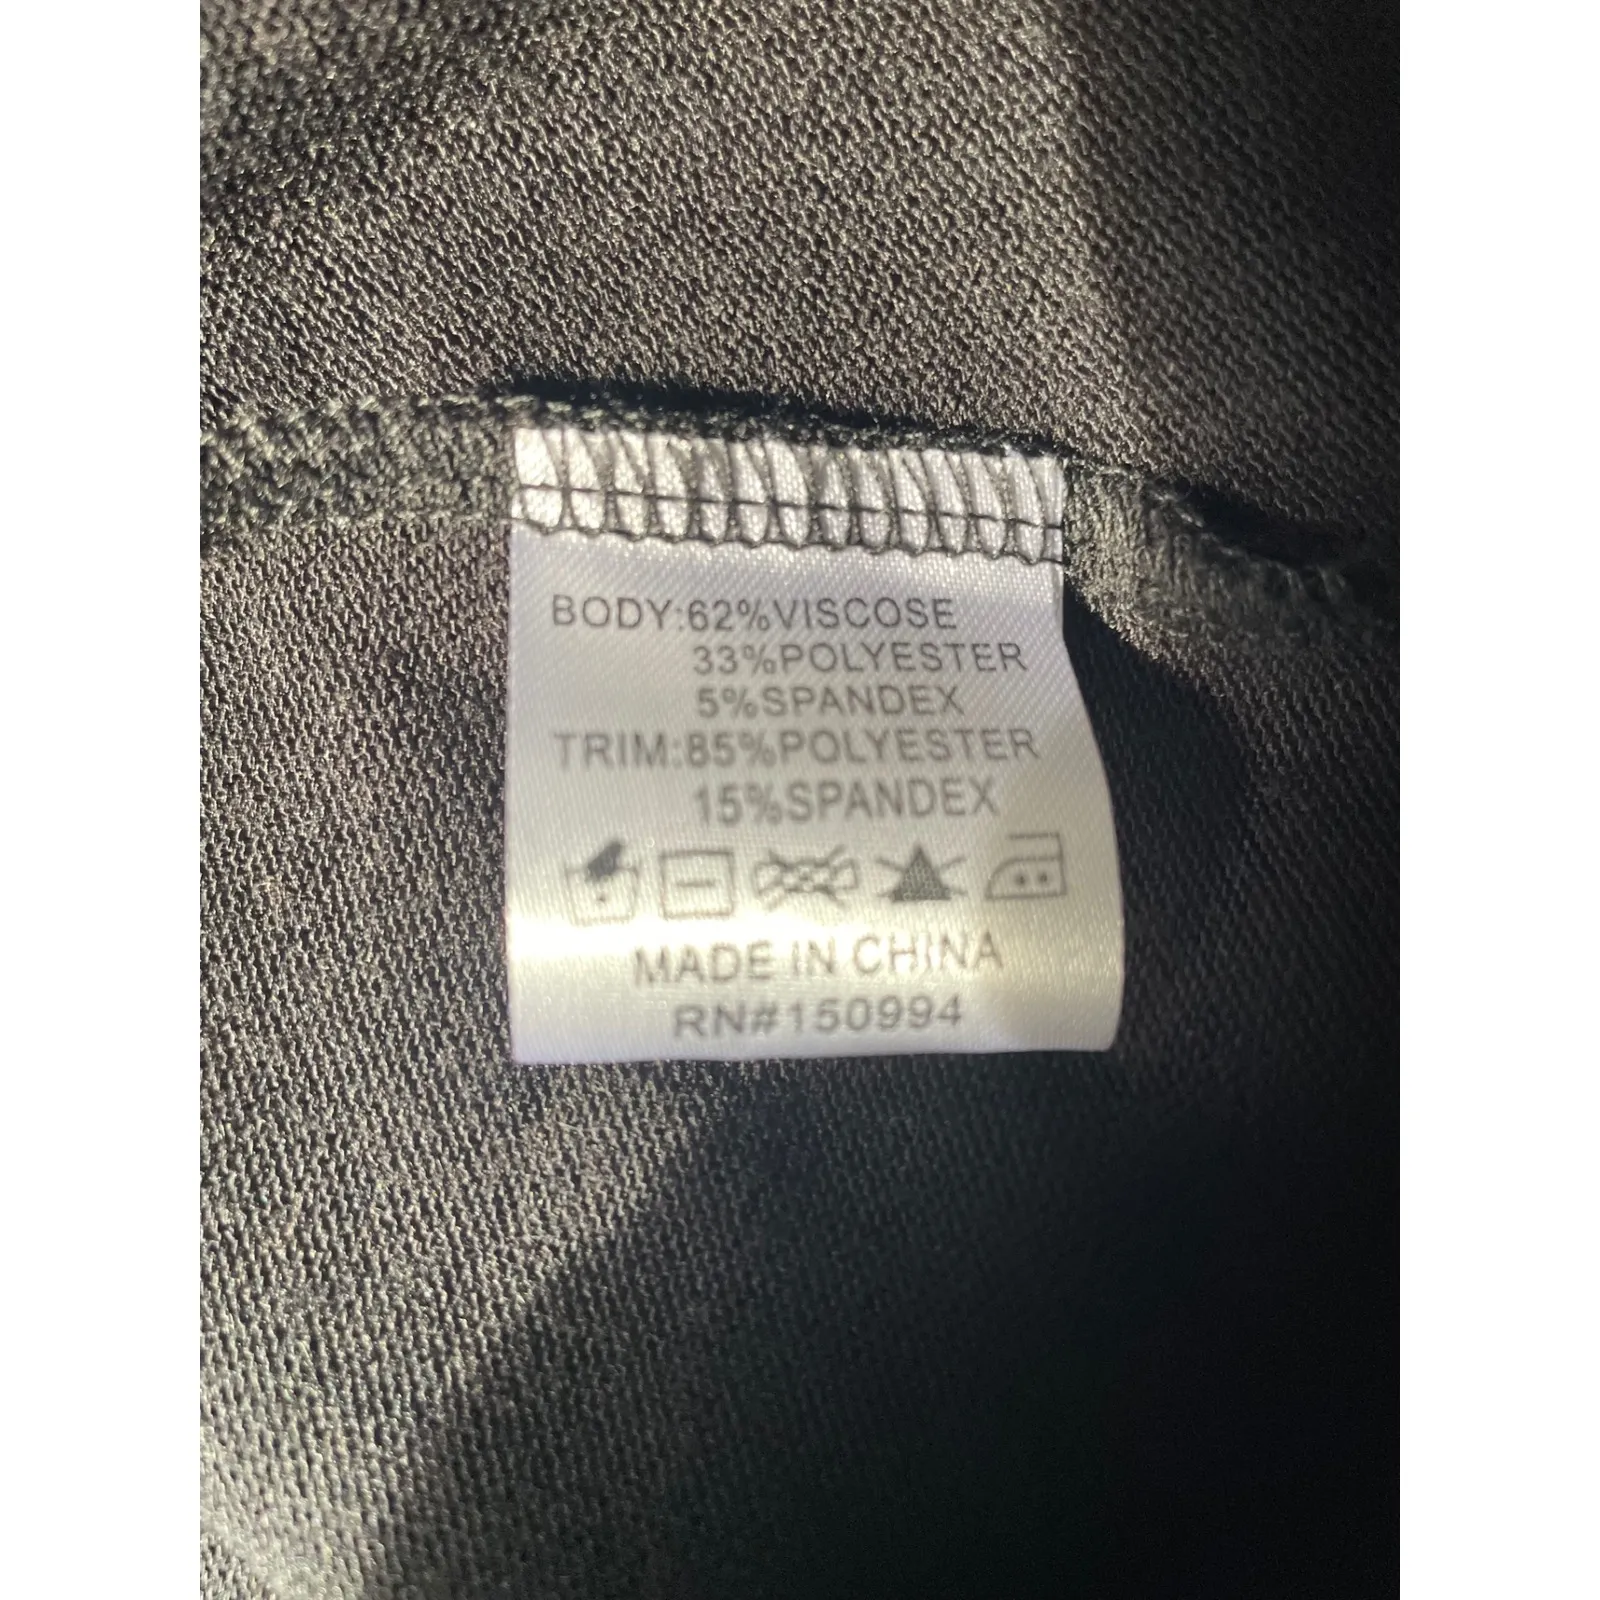 BODY:62%VISCOSE
33%POLYESTER
5%SPANDEX
TRIM:85%POLYESTER
15%SPANDEX
MADE IN CHINA
RN#150994